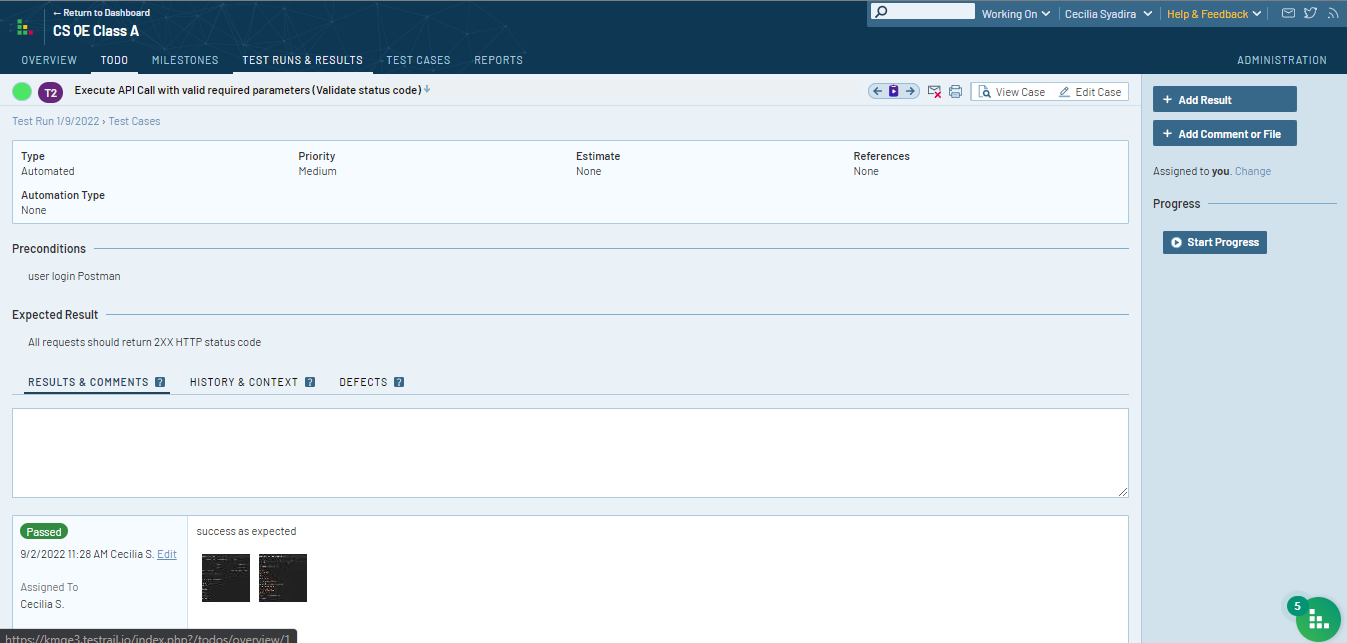 ← Return to Dashboard
CS QE Class A
Working On
Cecilia Syadira
Help & Feedback
OVERVIEW
TODO
MILESTONES
TEST RUNS & RESULTS
TEST CASES
REPORTS
ADMINISTRATION
T2
Execute API Call with valid required parameters (Validate status code)
View Case
Edit Case
Test Run 1/9/2022 › Test Cases
Type
Automated
Priority
Medium
Estimate
None
References
None
Automation Type
None
Preconditions
user login Postman
Expected Result
All requests should return 2XX HTTP status code
RESULTS & COMMENTS ?
HISTORY & CONTEXT ?
DEFECTS ?
Passed
9/2/2022 11:28 AM Cecilia S. Edit
Assigned To
Cecilia S.
success as expected
+ Add Result
+ Add Comment or File
Assigned to you. Change
Progress
Start Progress
5
https://kmqe3.testrail.io/index.php?/todos/overview/1